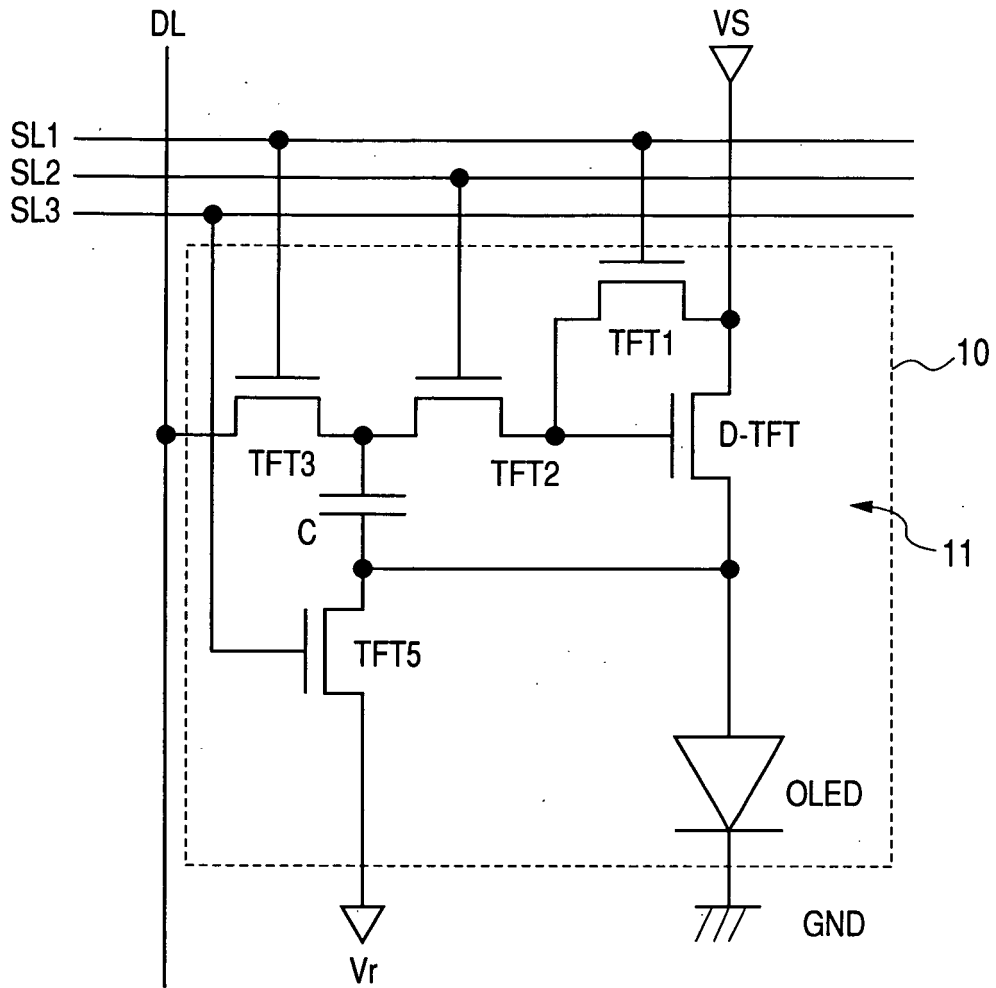 DL
VS
SL1
SL2
SL3
TFT1
10
D-TFT
TFT3
TFT2
C
11
TFT5
OLED
GND
Vr